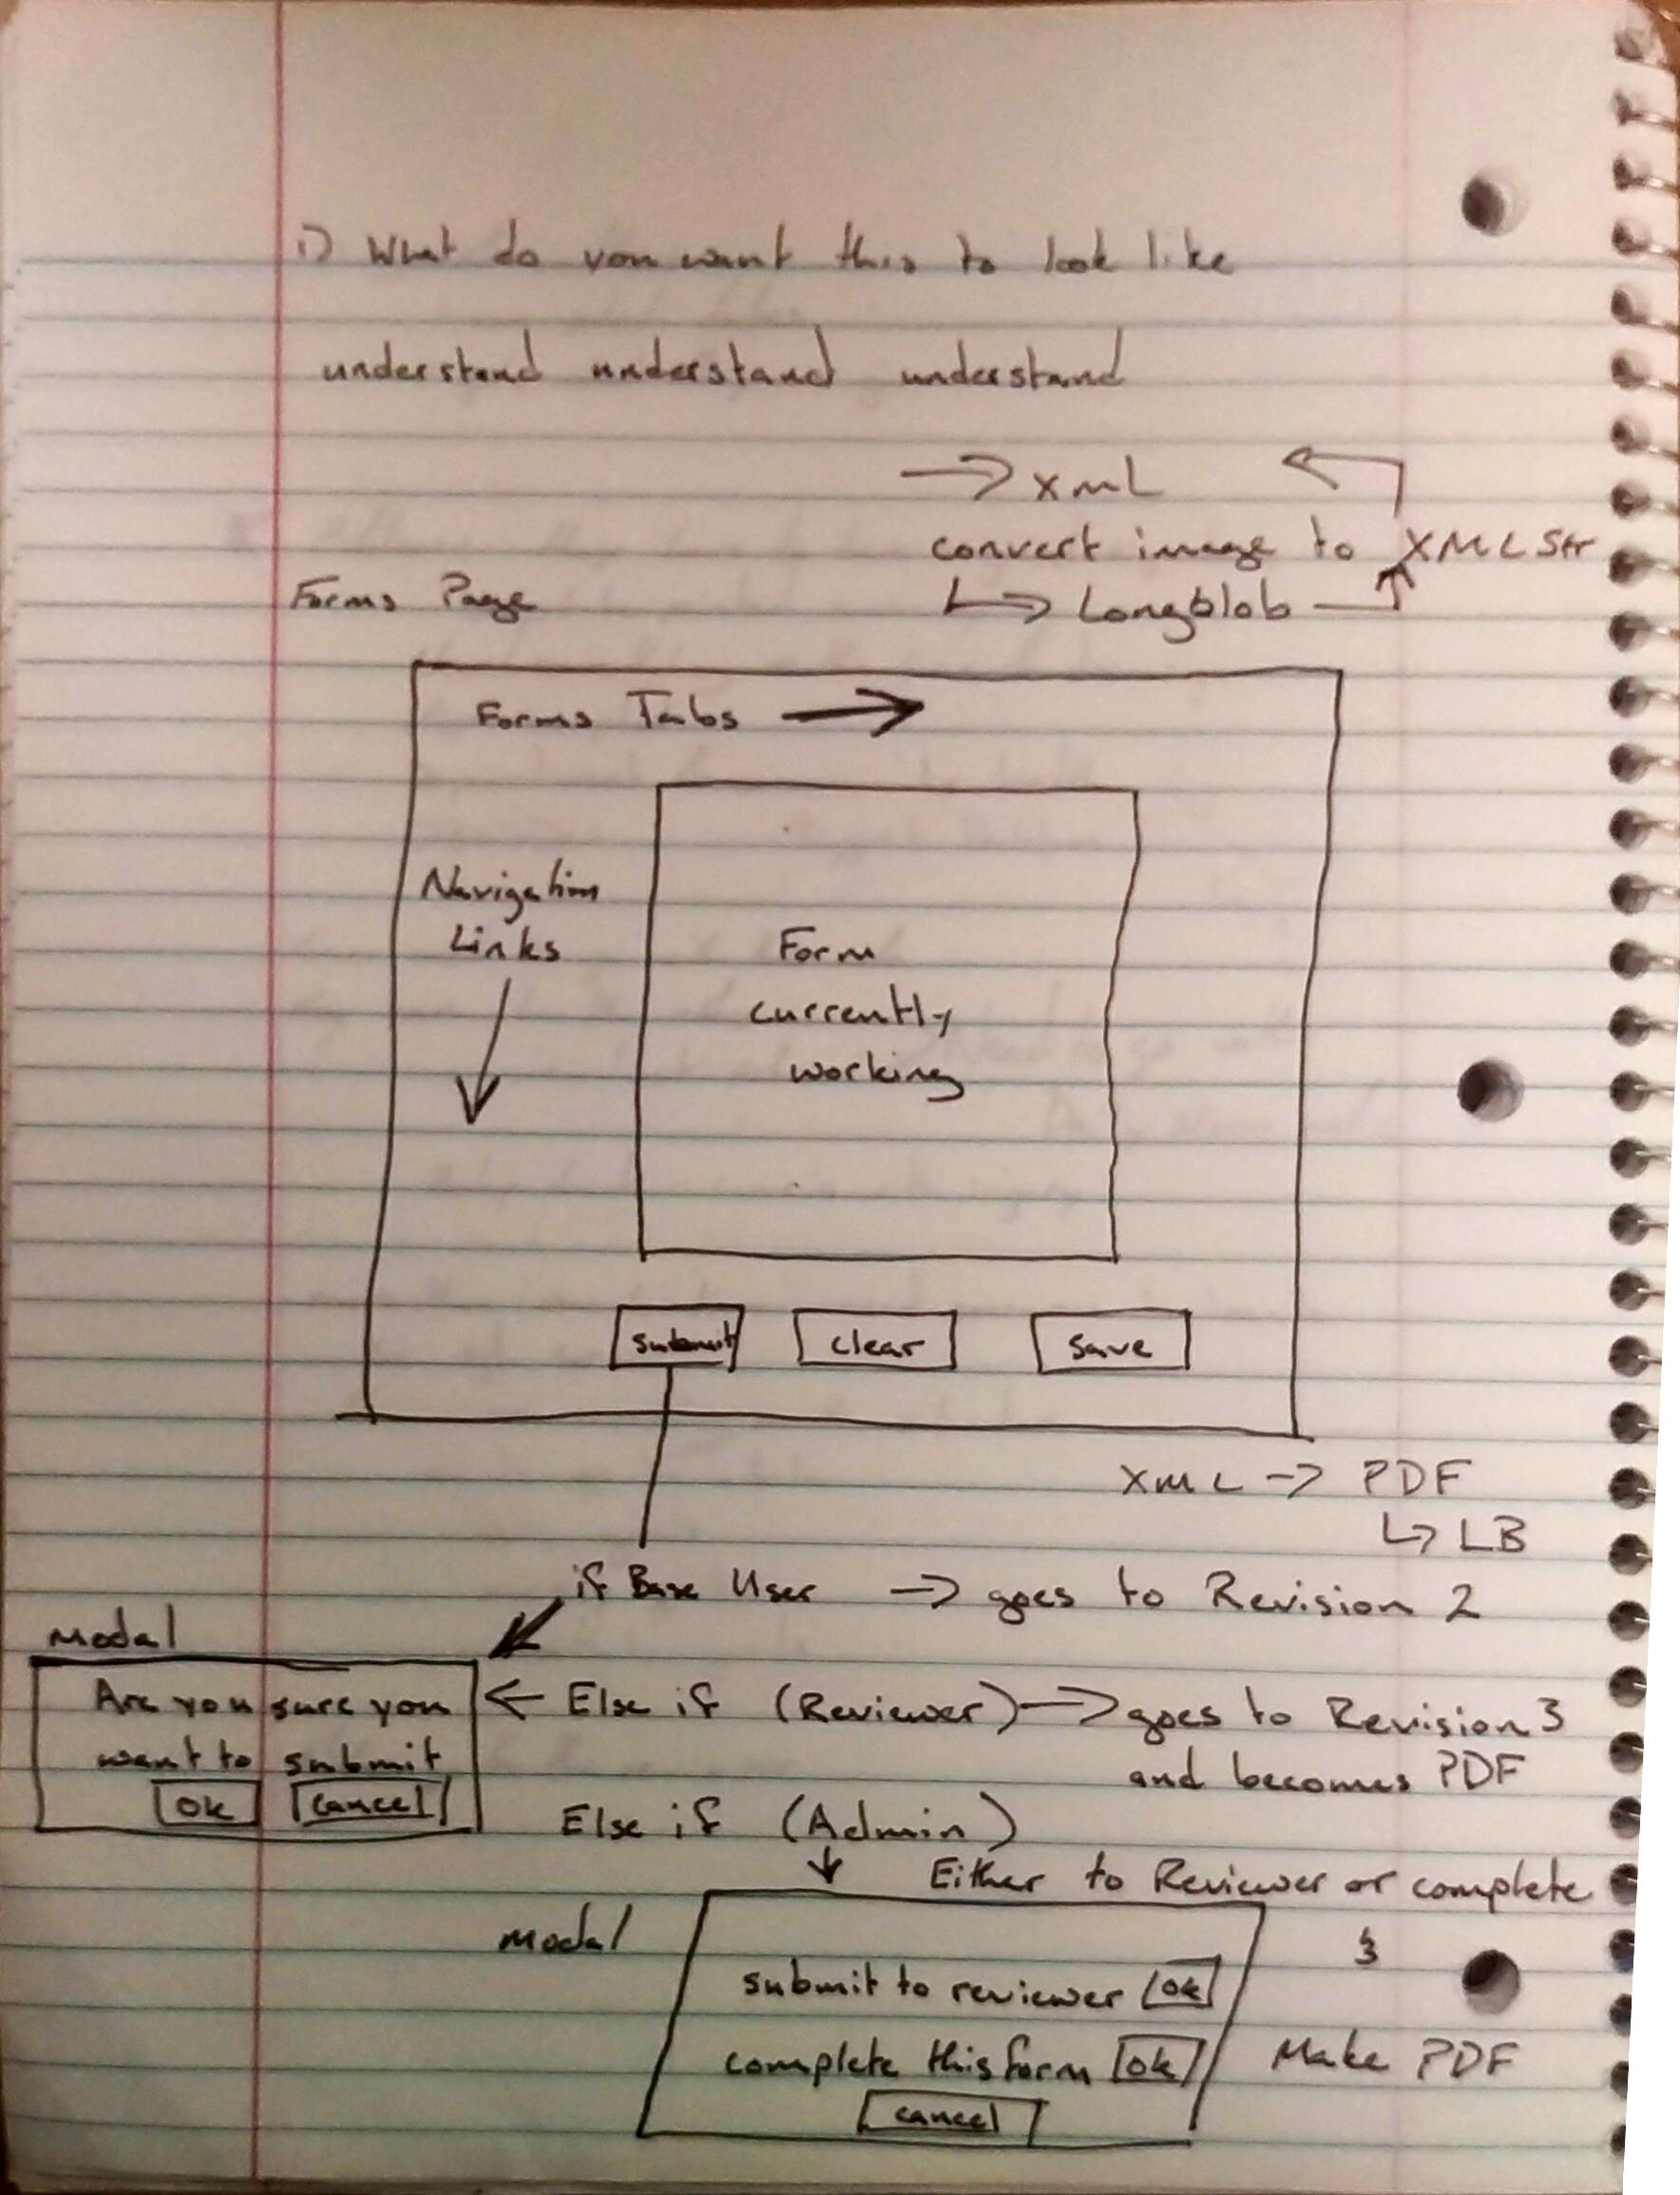 1) What do you want this to look like
understand understand understand
→ XML
convert image to XMLStr
↳ Longblob
Forms Page
Forms Tabs →
Navigation
Links
Form
currently
working
submit clear save
XML → PDF
↳ LB
if Base User → goes to Revision 2
Modal
Are you sure you
want to submit
ok cancel
← Else if (Reviewer) → goes to Revision 3
and becomes PDF
Else if (Admin)
↓ Either to Reviewer or complete
3
Modal
submit to reviewer ok
complete this form ok
cancel
Make PDF